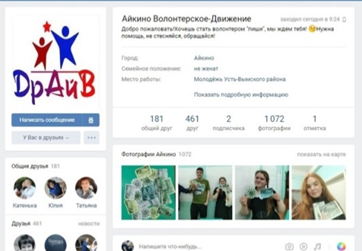 Айкино Волонтерское-Движение
заходил сегодня в 9:24
Добро пожаловать!Хочешь стать волонтером "пиши", мы ждем тебя! Нужна
помощь, не стесняйся, обращайся!
Город: Айкино
Семейное положение: не женат
Место работы: Молодёжь Усть-Вымского района
Показать подробную информацию
181 461 2 1 072 1
общий друг друг подписчика фотографии отметка
ДрАйВ
Написать сообщение
У Вас в друзьях
Общие друзья 181
Катенька Юлия Татьяна
Друзья 461 новости
Фотографии Айкино 1 072 показать на карте
Напишите что-нибудь...